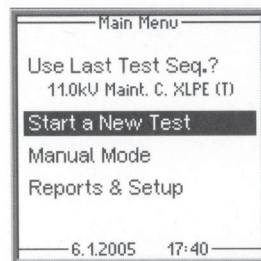 Main Menu
Use Last Test Seq.?
11.0kV Maint. C. XLPE (T)
Start a New Test
Manual Mode
Reports & Setup
6.1.2005 17:40